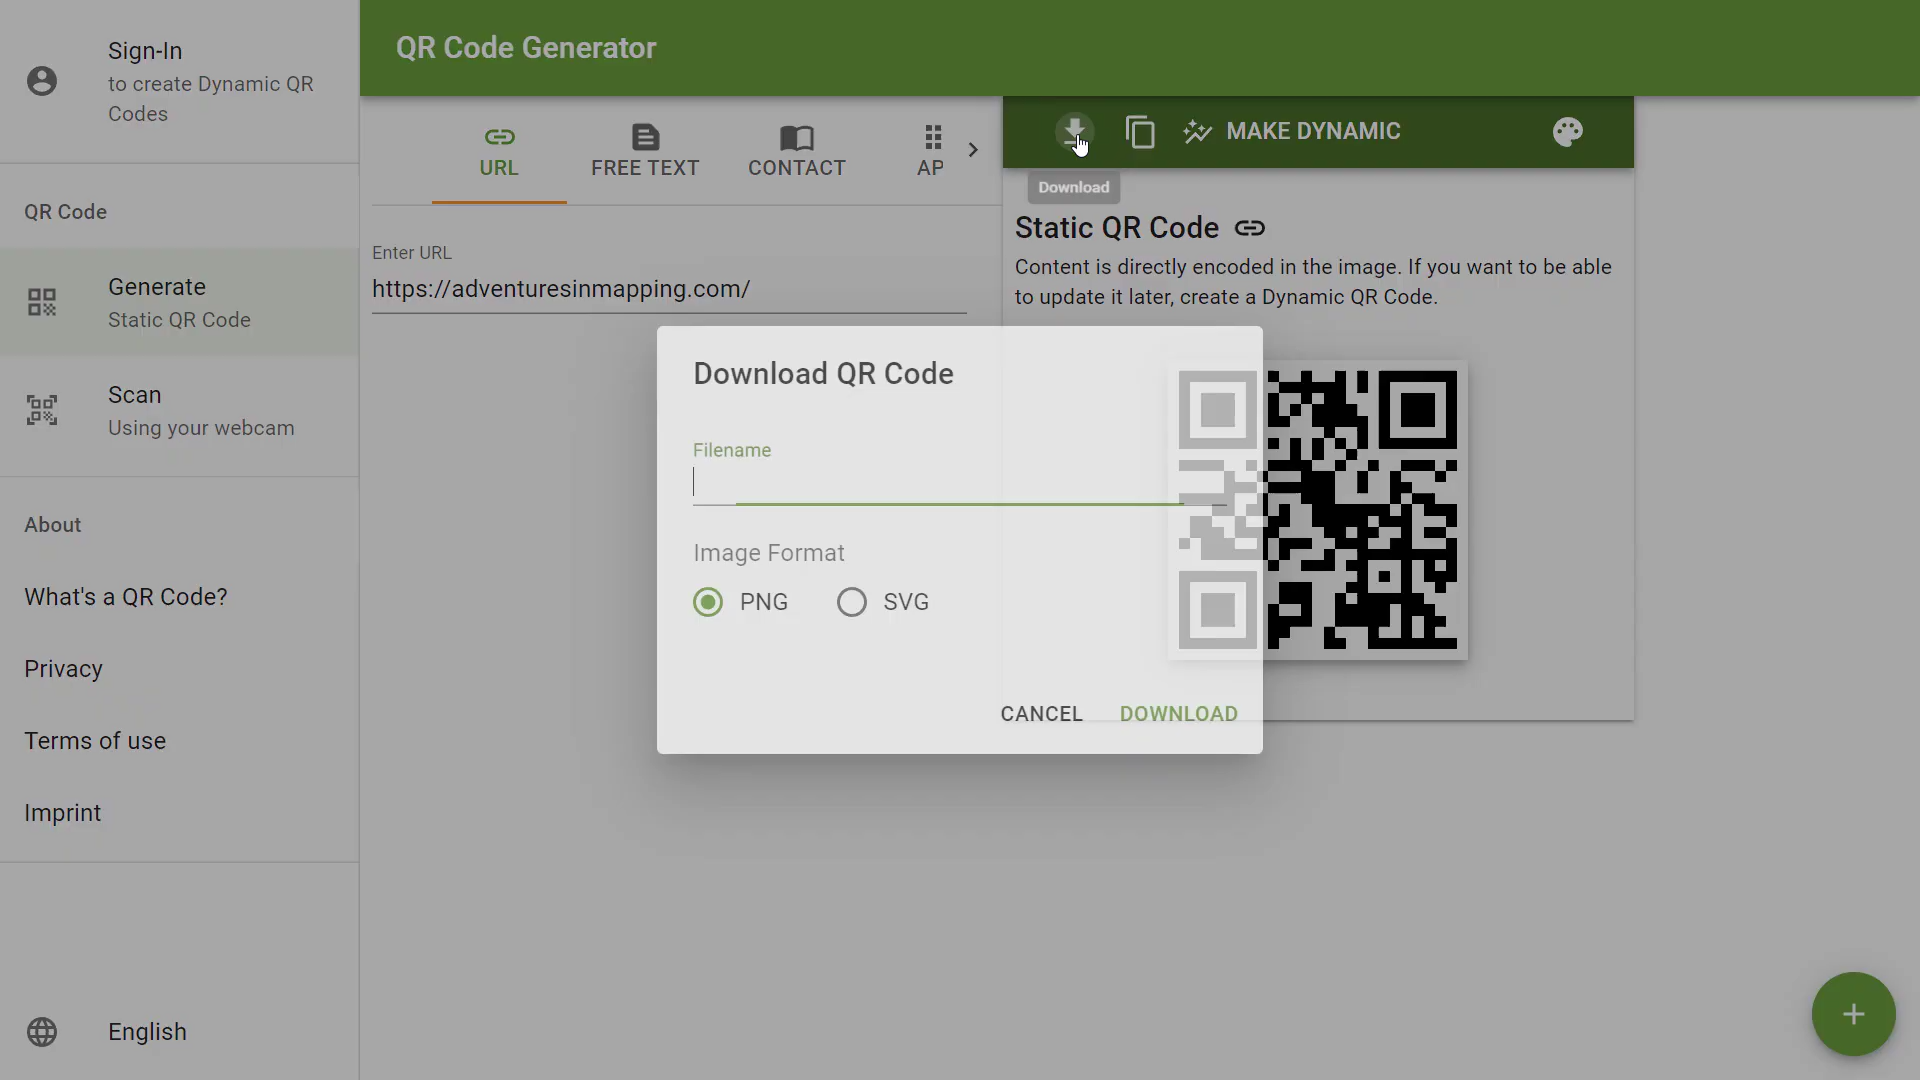 Sign-In
to create Dynamic QR
Codes
QR Code
Generate
Static QR Code
Scan
Using your webcam
About
What's a QR Code?
Privacy
Terms of use
Imprint
English
QR Code Generator
URL
FREE TEXT
CONTACT
AP
Enter URL
https://adventuresinmapping.com/
MAKE DYNAMIC
Download
Static QR Code
Content is directly encoded in the image. If you want to be able
to update it later, create a Dynamic QR Code.
Download QR Code
Filename
Image Format
PNG
SVG
CANCEL
DOWNLOAD